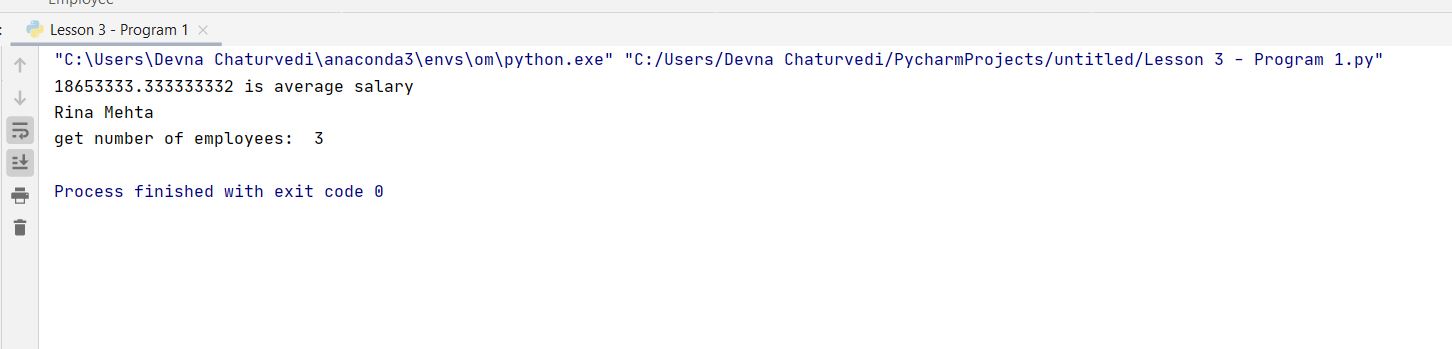 Employee
Lesson 3 - Program 1
"C:\Users\Devna Chaturvedi\anaconda3\envs\om\python.exe" "C:/Users/Devna Chaturvedi/PycharmProjects/untitled/Lesson 3 - Program 1.py"
18653333.333333332 is average salary
Rina Mehta
get number of employees:  3
Process finished with exit code 0